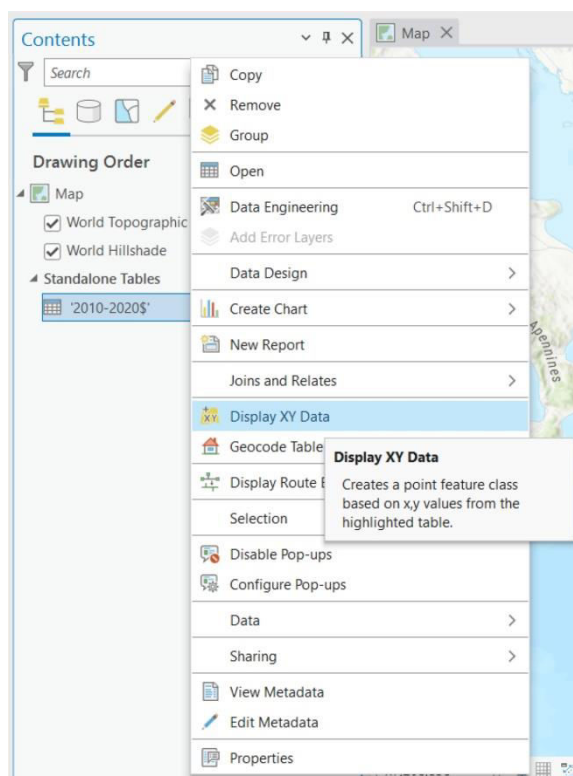 Contents
Map
Search
Drawing Order
Map
World Topographic
World Hillshade
Standalone Tables
'2010-2020$'
Copy
Remove
Group
Open
Data Engineering Ctrl+Shift+D
Add Error Layers
Data Design
Create Chart
New Report
Joins and Relates
Display XY Data
Geocode Table
Display Route
Selection
Disable Pop-ups
Configure Pop-ups
Data
Sharing
View Metadata
Edit Metadata
Properties
Display XY Data
Creates a point feature class
based on x,y values from the
highlighted table.
Apennines